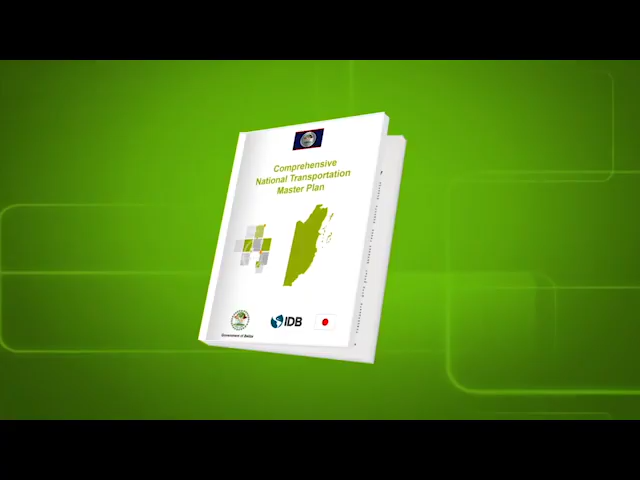 Comprehensive
National Transportation
Master Plan
IDB
Government of Belize